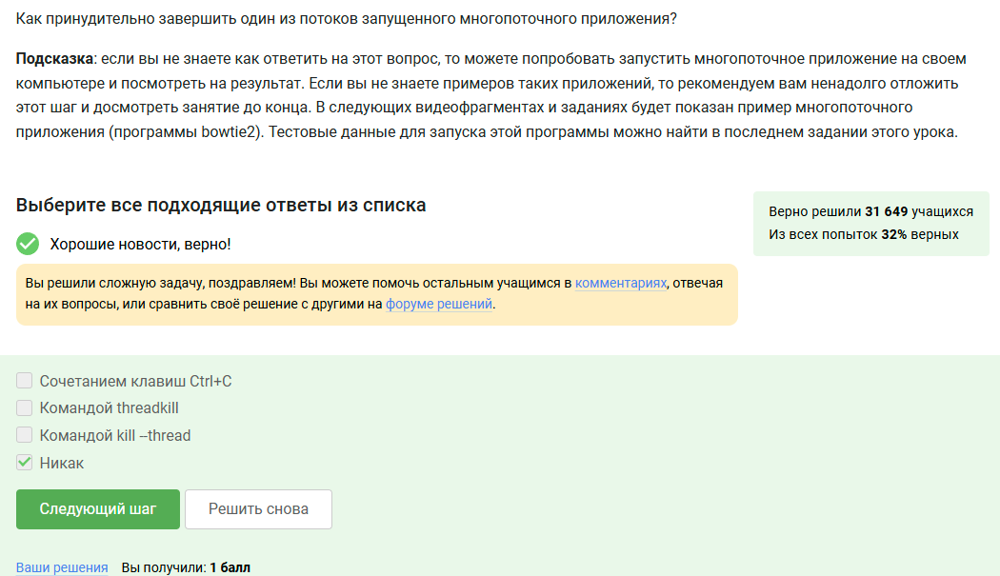 Как принудительно завершить один из потоков запущенного многопоточного приложения?
Подсказка: если вы не знаете как ответить на этот вопрос, то можете попробовать запустить многопоточное приложение на своем
компьютере и посмотреть на результат. Если вы не знаете примеров таких приложений, то рекомендуем вам ненадолго отложить
этот шаг и досмотреть занятие до конца. В следующих видеофрагментах и заданиях будет показан пример многопоточного
приложения (программы bowtie2). Тестовые данные для запуска этой программы можно найти в последнем задании этого урока.
Выберите все подходящие ответы из списка
Верно решили 31 649 учащихся
Из всех попыток 32% верных
Хорошие новости, верно!
Вы решили сложную задачу, поздравляем! Вы можете помочь остальным учащимся в комментариях, отвечая
на их вопросы, или сравнить своё решение с другими на форуме решений.
Сочетанием клавиш Ctrl+C
Командой threadkill
Командой kill --thread
Никак
Следующий шаг
Решить снова
Ваши решения Вы получили: 1 балл